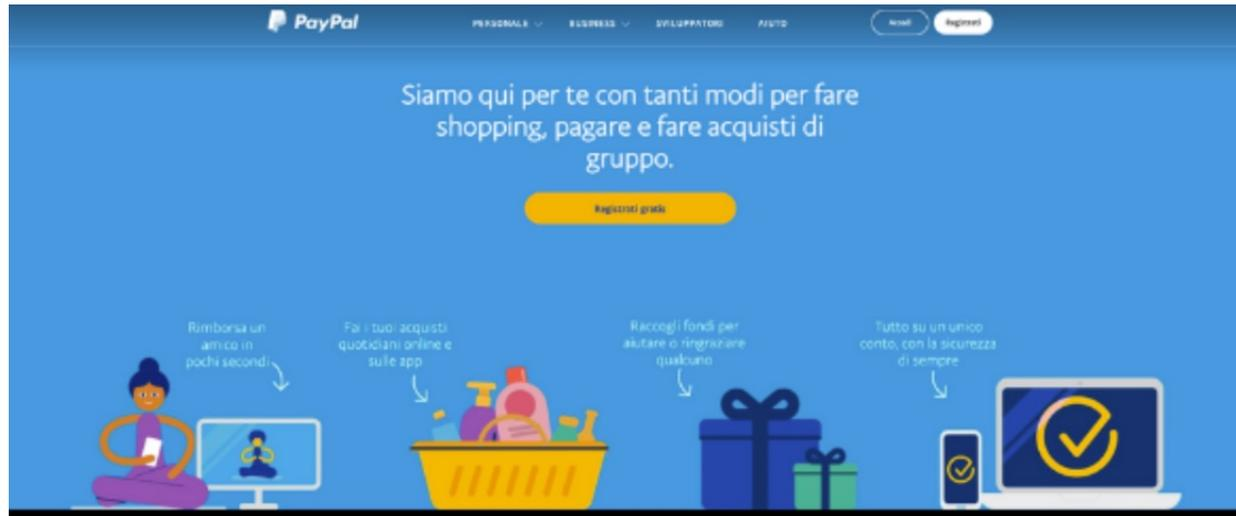 PayPal
PERSONALE
BUSINESS
SVILUPPATORI
AIUTO
Accedi
Registrati
Siamo qui per te con tanti modi per fare
shopping, pagare e fare acquisti di
gruppo.
Registrati gratis
Rimborsa un
amico in
pochi secondi
Fai i tuoi acquisti
quotidiani online e
sulle app
Raccogli fondi per
aiutare o ringraziare
qualcuno
Tutto su un unico
conto, con la sicurezza
di sempre